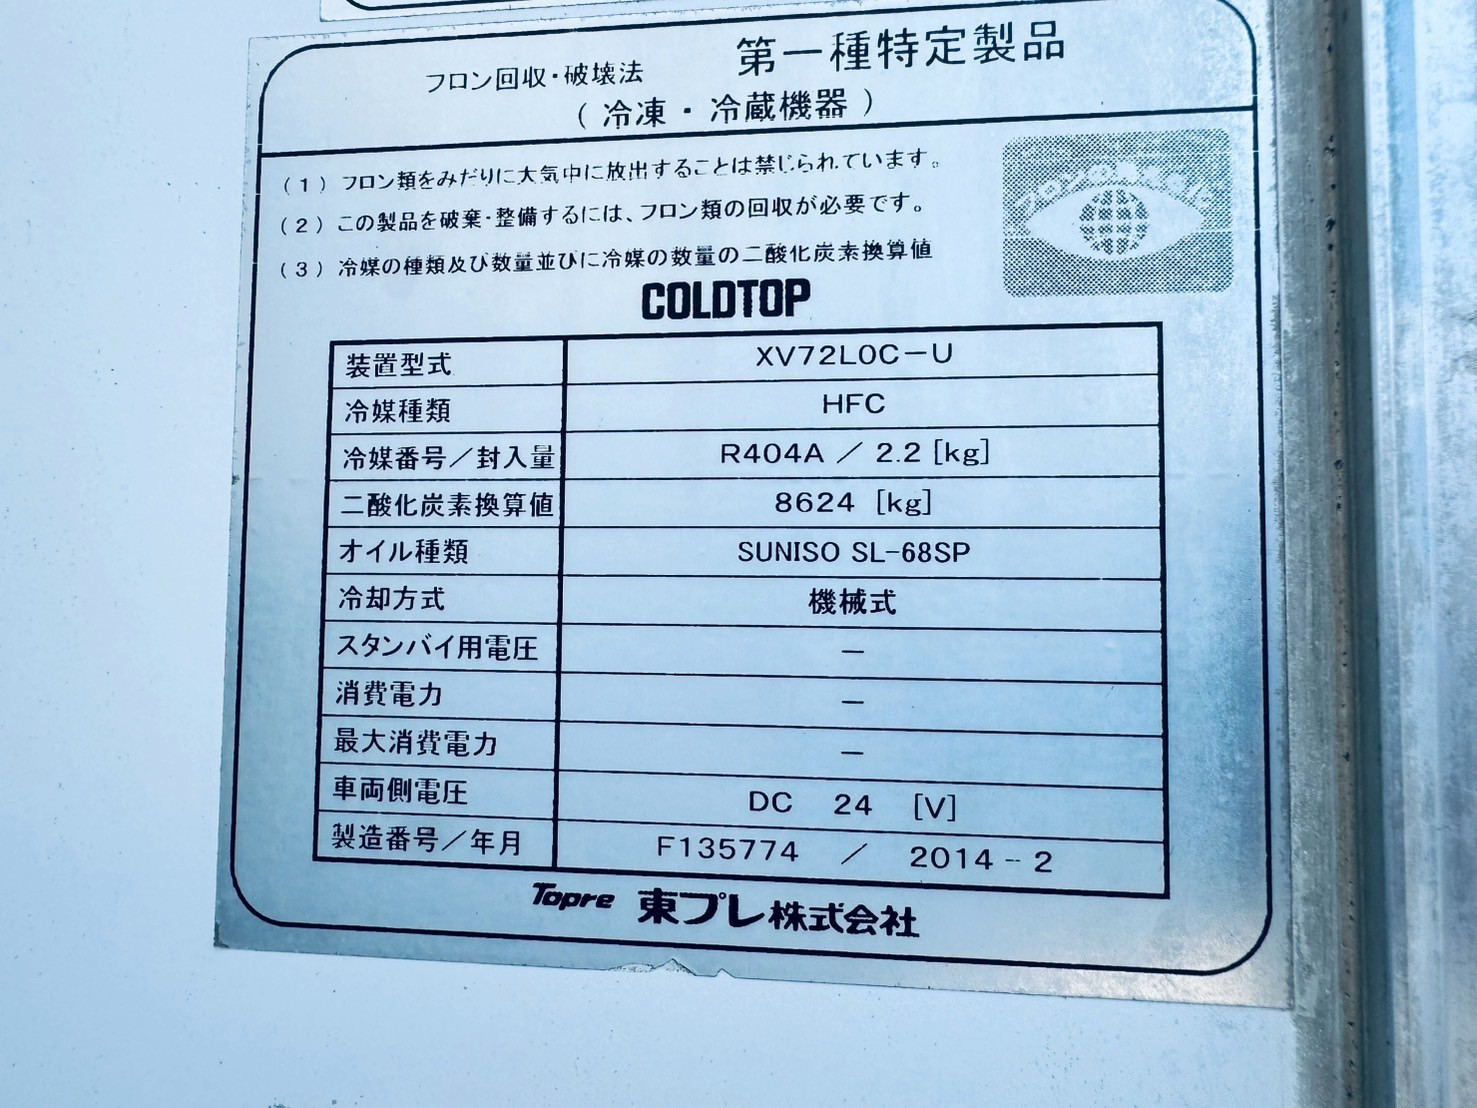 フロン回収・破壊法 第一種特定製品
(冷凍・冷蔵機器)
(1)フロン類をみだりに大気中に放出することは禁じられています。
(2)この製品を破棄・整備するには、フロン類の回収が必要です。
(3)冷媒の種類及び数量並びに冷媒の数量の二酸化炭素換算値
COLDTOP
装置型式 XV72LOC-U
冷媒種類 HFC
冷媒番号/封入量 R404A / 2.2 [kg]
二酸化炭素換算値 8624 [kg]
オイル種類 SUNISO SL-68SP
冷却方式 機械式
スタンバイ用電圧 ―
消費電力 ―
最大消費電力 ―
車両側電圧 DC 24 [V]
製造番号/年月 F135774 / 2014-2
Topre 東プレ株式会社